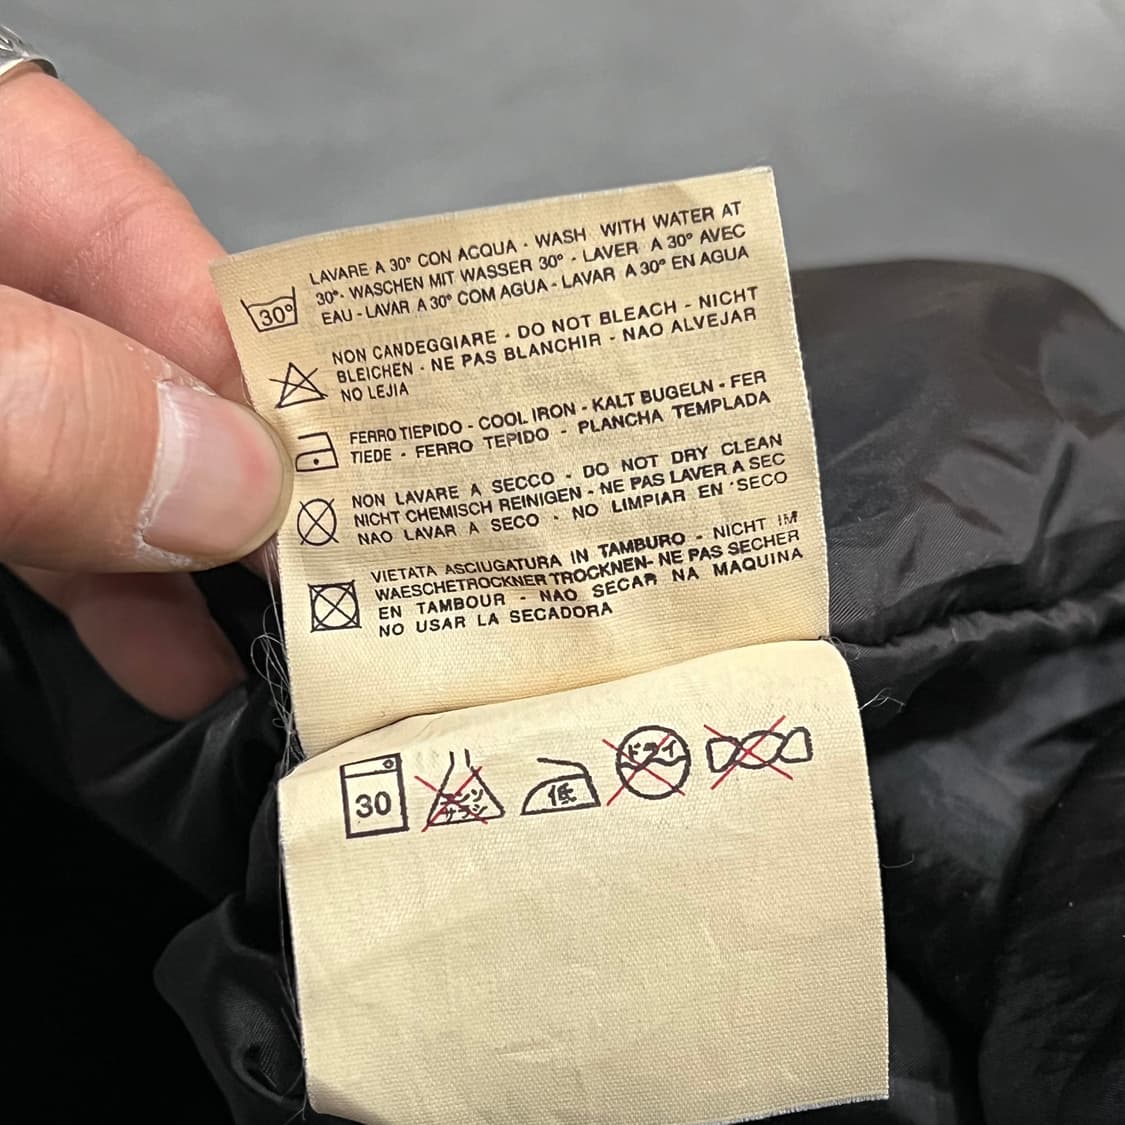 LAVARE A 30° CON ACQUA - WASH WITH WATER AT
30°- WASCHEN MIT WASSER 30° - LAVER A 30° AVEC
EAU - LAVAR A 30° COM AGUA - LAVAR A 30° EN AGUA
30°
NON CANDEGGIARE - DO NOT BLEACH - NICHT
BLEICHEN - NE PAS BLANCHIR - NAO ALVEJAR
NO LEJIA
FERRO TIEPIDO - COOL IRON - KALT BUGELN - FER
TIEDE - FERRO TEPIDO - PLANCHA TEMPLADA
NON LAVARE A SECCO - DO NOT DRY CLEAN
NICHT CHEMISCH REINIGEN - NE PAS LAVER A SEC
NAO LAVAR A SECO - NO LIMPIAR EN SECO
VIETATA ASCIUGATURA IN TAMBURO - NICHT IM
WAESCHETROCKNER TROCKNEN- NE PAS SECHER
EN TAMBOUR - NAO SECAR NA MAQUINA
NO USAR LA SECADORA
30
エンソ
サラシ
低
ドライ